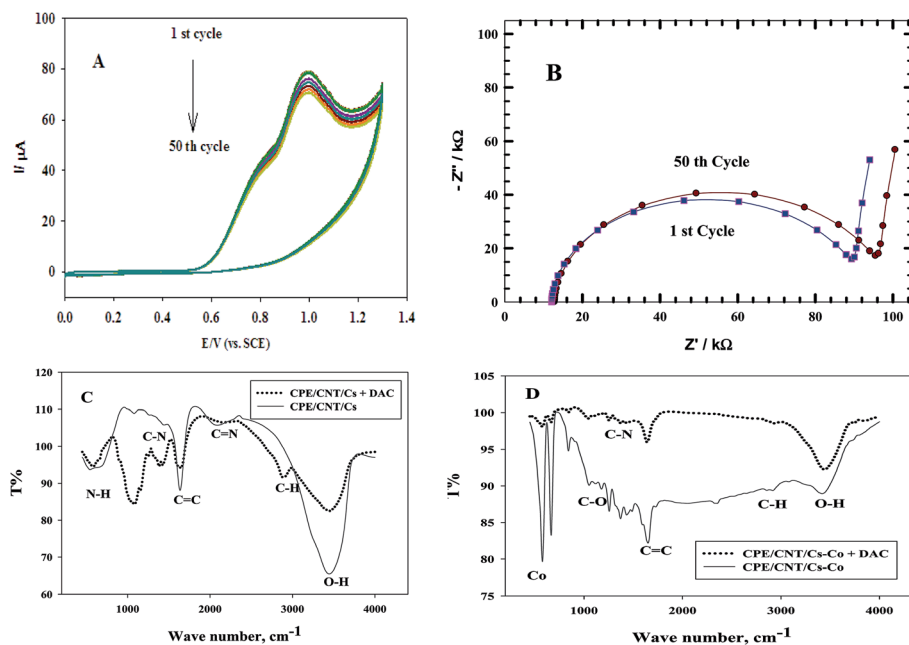 A
1 st cycle
50 th cycle
I/ µA
100
80
60
40
20
0
0.0 0.2 0.4 0.6 0.8 1.0 1.2 1.4
E/V (vs. SCE)
B
50 th Cycle
1 st Cycle
- Z'' / kΩ
100
80
60
40
20
0
0 20 40 60 80 100
Z' / kΩ
C
CPE/CNT/Cs + DAC
CPE/CNT/Cs
T%
120
110
100
90
80
70
60
N-H
C-N
C=C
C=N
C-H
O-H
1000 2000 3000 4000
Wave number, cm-1
D
T%
105
100
95
90
85
80
75
C-N
C-O
C=C
C-H
O-H
Co
CPE/CNT/Cs-Co + DAC
CPE/CNT/Cs-Co
1000 2000 3000 4000
Wave number, cm-1